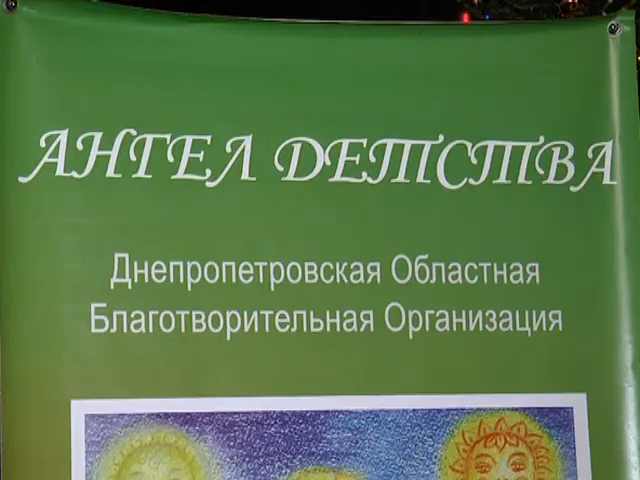 АНГЕЛ ДЕТСТВА
Днепропетровская Областная
Благотворительная Организация